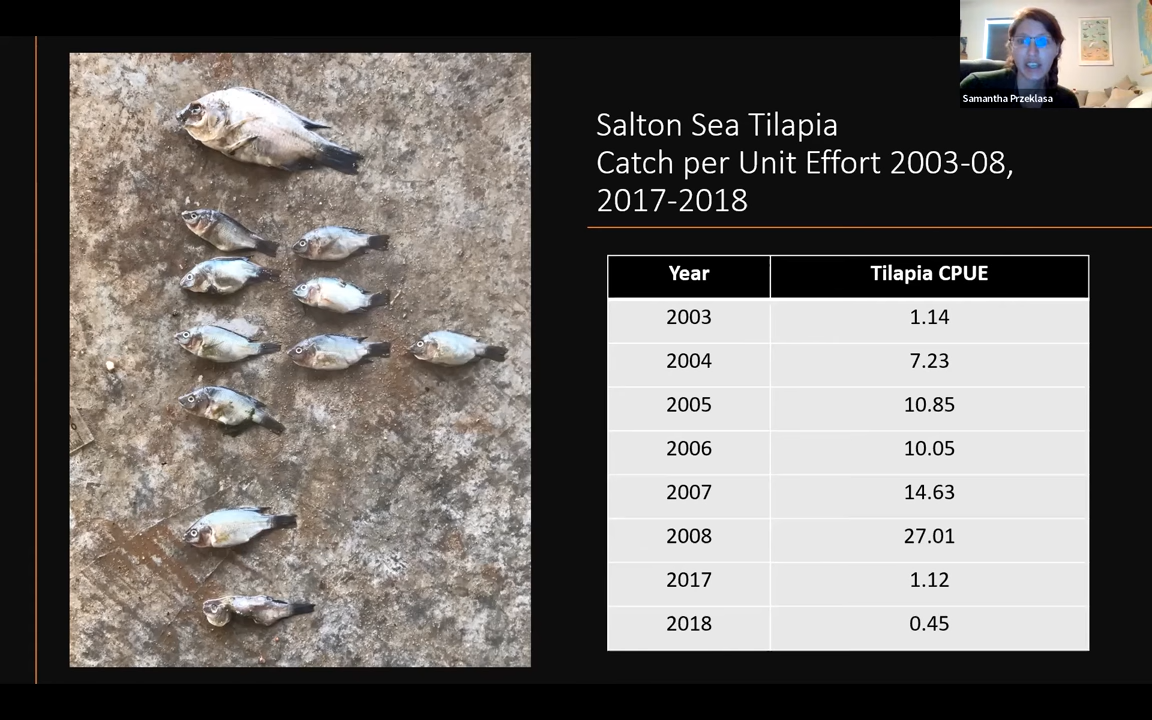 Samantha Przeklasa
Salton Sea Tilapia
Catch per Unit Effort 2003-08,
2017-2018
Year Tilapia CPUE
2003 1.14
2004 7.23
2005 10.85
2006 10.05
2007 14.63
2008 27.01
2017 1.12
2018 0.45